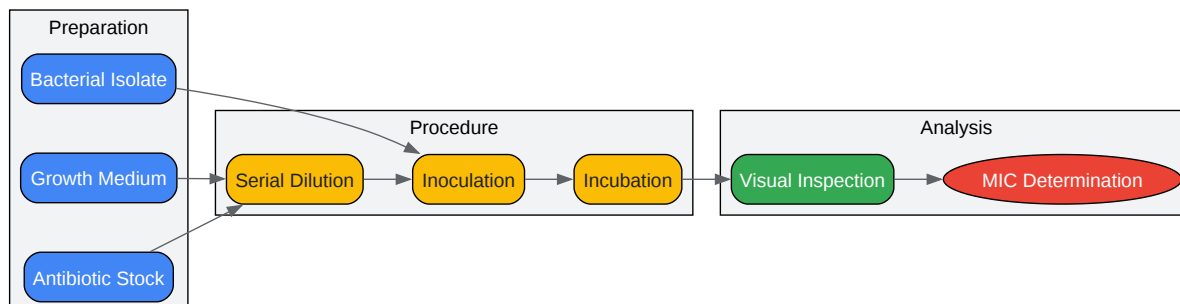 Preparation
Bacterial Isolate
Growth Medium
Antibiotic Stock
Procedure
Serial Dilution
Inoculation
Incubation
Analysis
Visual Inspection
MIC Determination